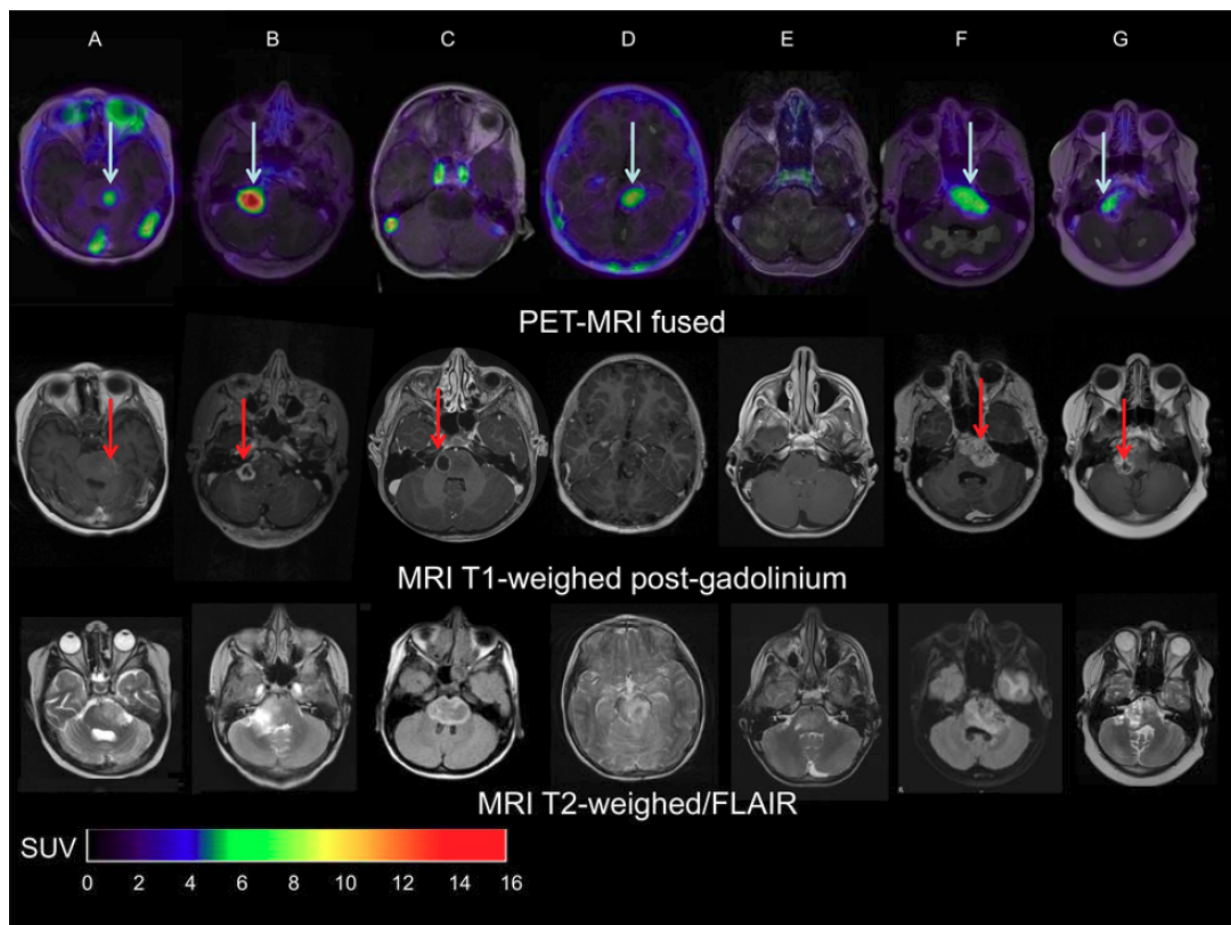 A B C D E F G
PET-MRI fused
MRI T1-weighed post-gadolinium
MRI T2-weighed/FLAIR
SUV
0 2 4 6 8 10 12 14 16